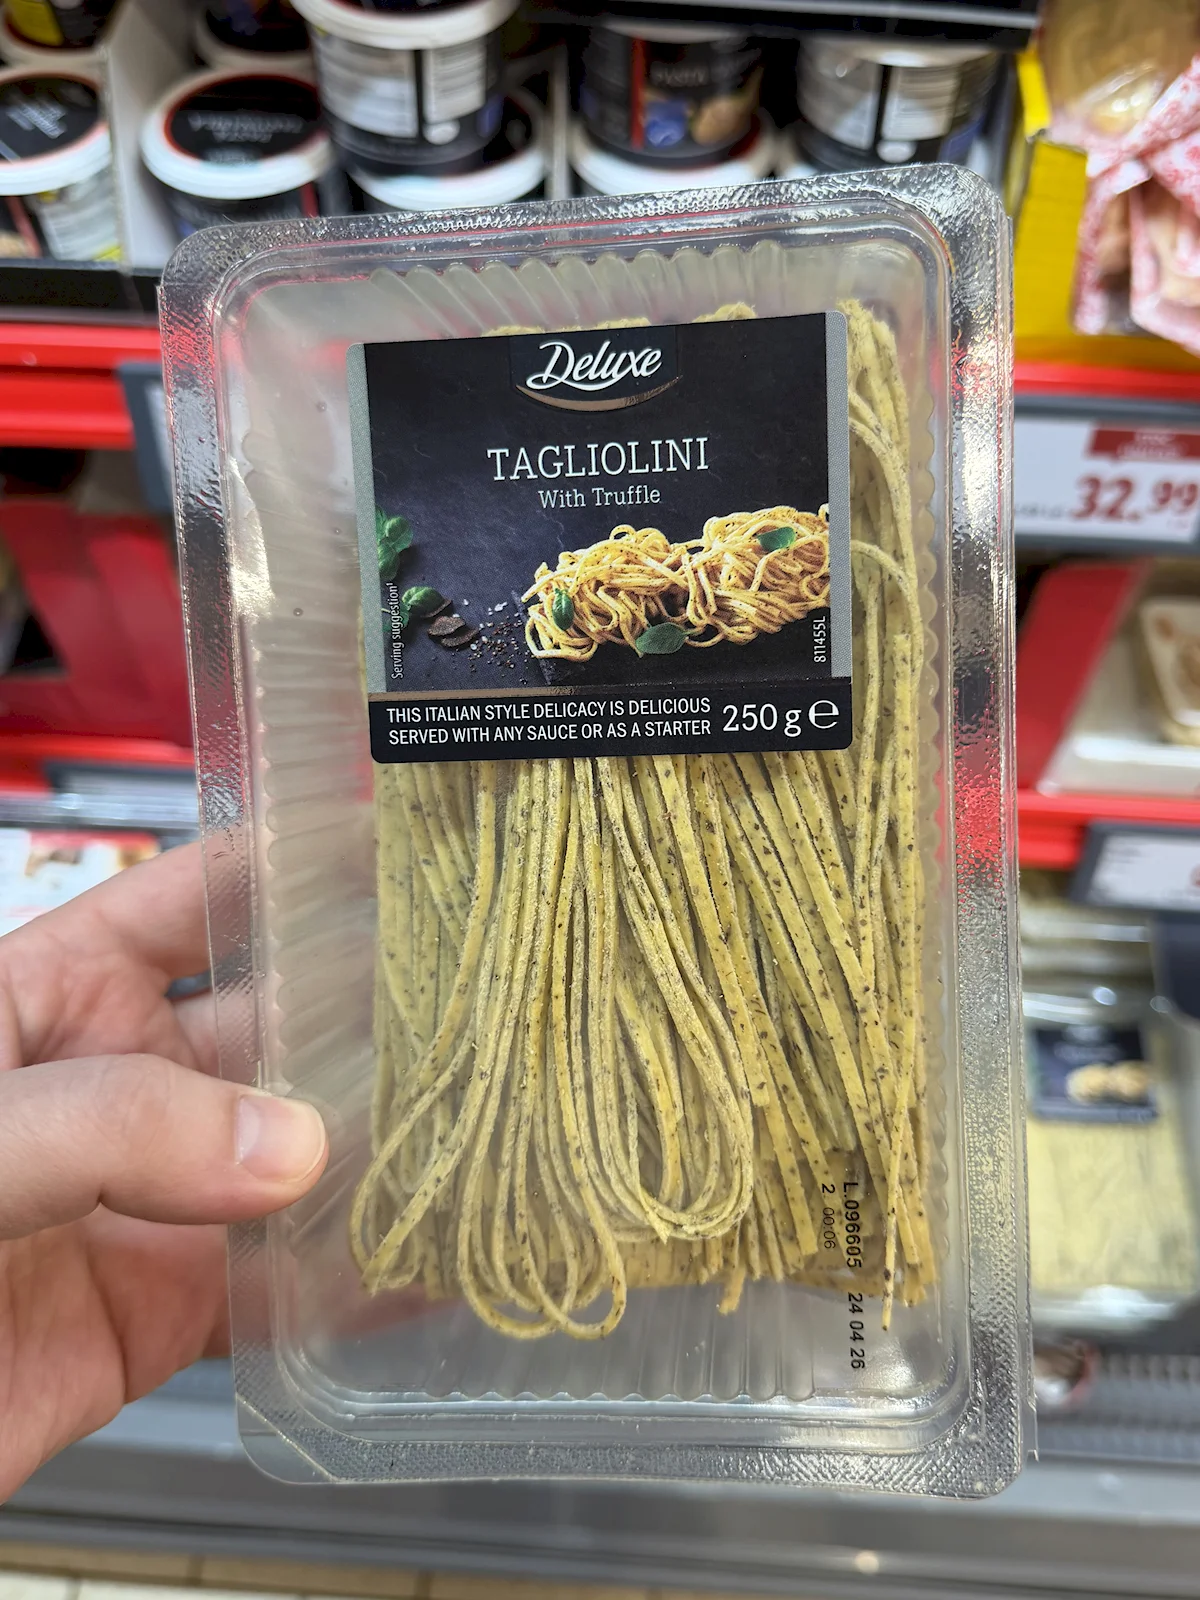 Deluxe
TAGLIOLINI
With Truffle
Serving suggestion¹
811455L
THIS ITALIAN STYLE DELICACY IS DELICIOUS
SERVED WITH ANY SAUCE OR AS A STARTER
250 g ℮
L.096605 24 04 26
2 00:06
32.99